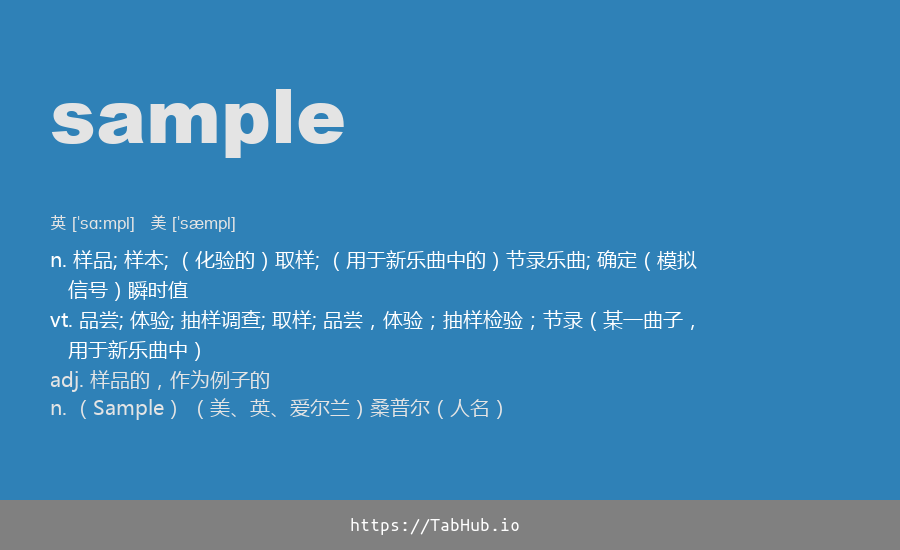 sample
英 ['sɑ:mpl] 美 ['sæmpl]
n. 样品; 样本; （化验的）取样; （用于新乐曲中的）节录乐曲; 确定（模拟
信号）瞬时值
vt. 品尝; 体验; 抽样调查; 取样; 品尝，体验；抽样检验；节录（某一曲子，
用于新乐曲中）
adj. 样品的，作为例子的
n. （Sample） （美、英、爱尔兰）桑普尔（人名）
https://TabHub.io